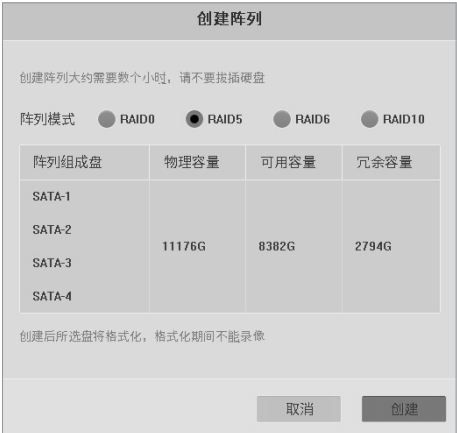 创建阵列
创建阵列大约需要数个小时，请不要拔插硬盘
阵列模式 RAID0 RAID5 RAID6 RAID10
阵列组成盘 物理容量 可用容量 冗余容量
SATA-1
SATA-2
11176G 8382G 2794G
SATA-3
SATA-4
创建后所选盘将格式化，格式化期间不能录像
取消 创建